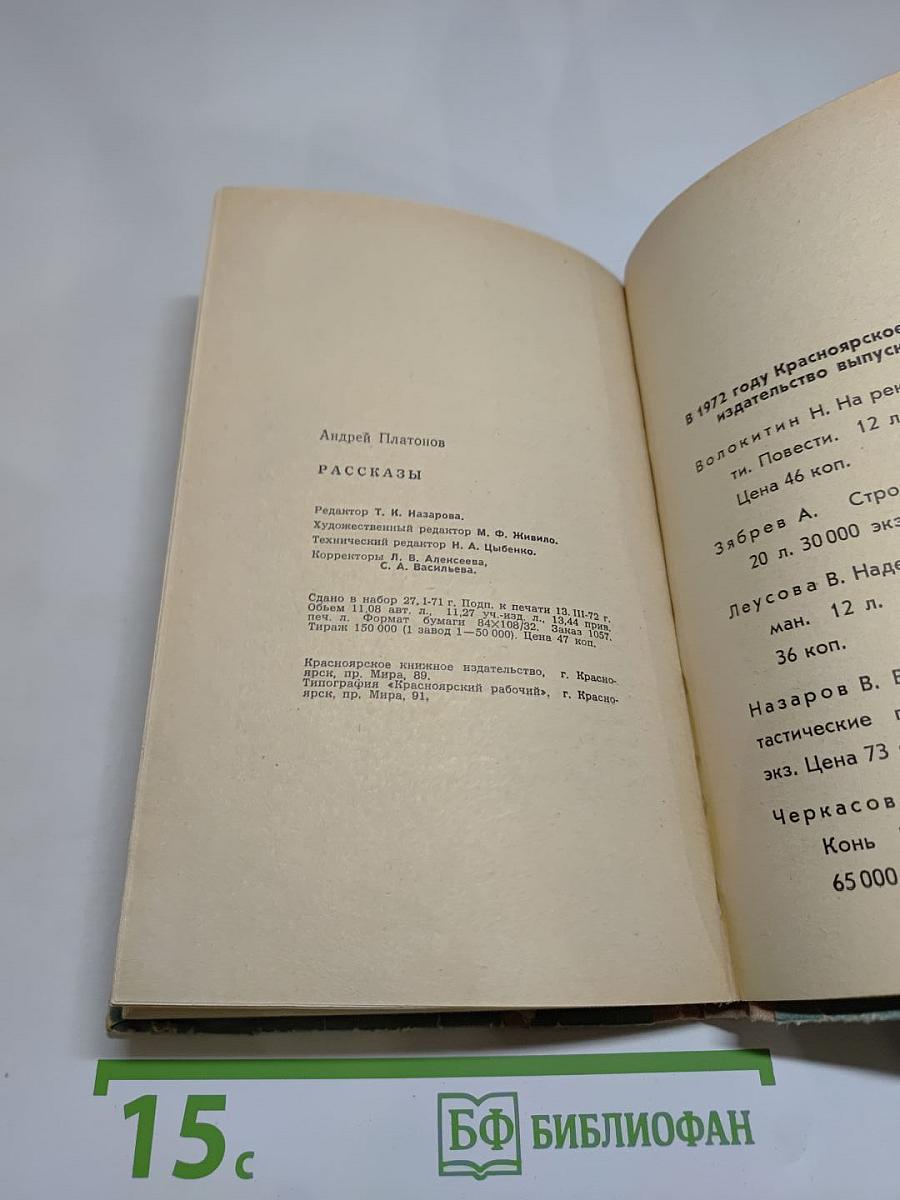 Андрей Платонов
РАССКАЗЫ
Редактор Т. И. Назарова.
Художественный редактор М. Ф. Живило.
Технический редактор Н. А. Цыбенко.
Корректоры Л. В. Алексеева,
С. А. Васильева.
Сдано в набор 27. I-71 г. Подп. к печати 13. III-72 г.
Объем 11,08 авт. л., 11,27 уч.-изд. л., 13,44 прив.
печ. л. Формат бумаги 84×108/32. Заказ 1057.
Тираж 150 000 (1 завод 1—50 000). Цена 47 коп.
Красноярское книжное издательство, г. Красно-
ярск, пр. Мира, 89.
Типография «Красноярский рабочий», г. Красно-
ярск, пр. Мира, 91,
В 1972 году Красноярское
издательство выпуск
Волокитин Н. На рек
ти. Повести. 12 л
Цена 46 коп.
Зябрев А. Стро
20 л. 30 000 экз
Леусова В. Наде
ман. 12 л.
36 коп.
Назаров В. В
тастические
экз. Цена 73
Черкасов
Конь
65 000
15 с
БФ БИБЛИОФАН